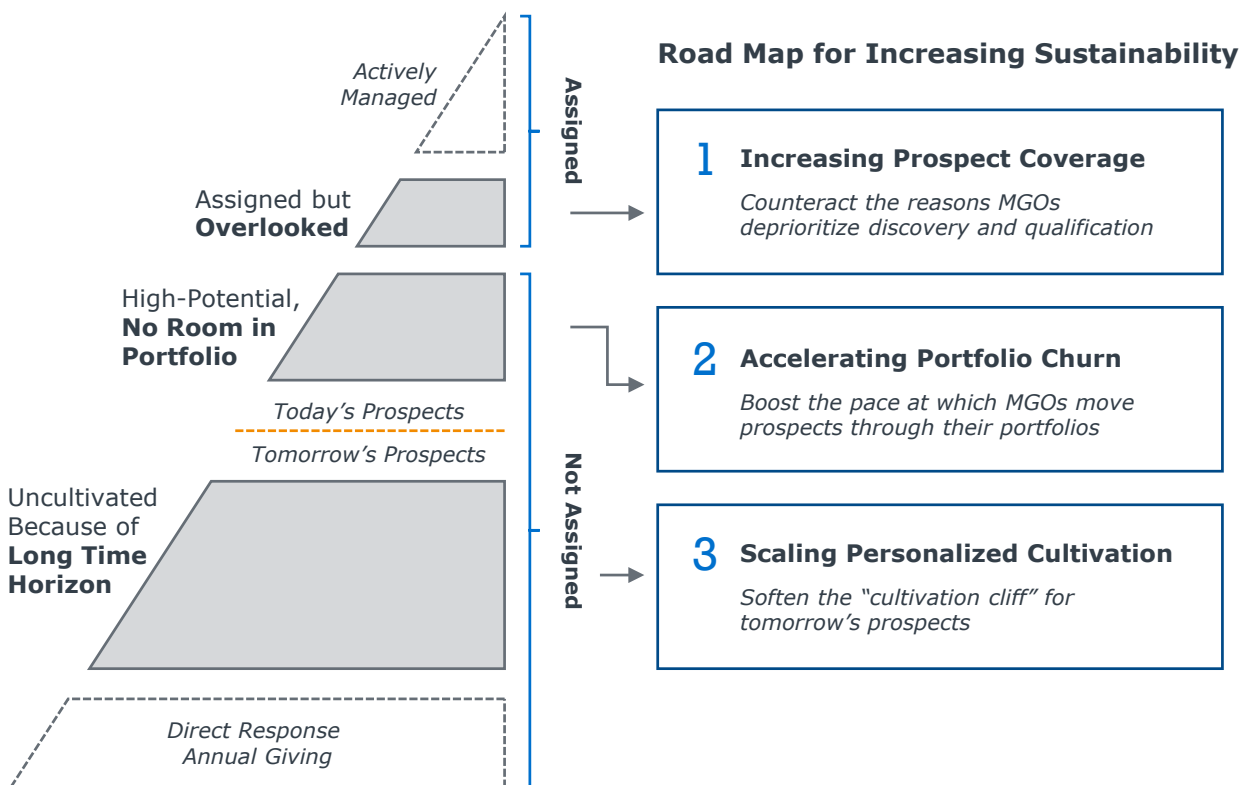 Road Map for Increasing Sustainability
Actively
Managed
Assigned but
Overlooked
High-Potential,
No Room in
Portfolio
Today’s Prospects
Tomorrow’s Prospects
Uncultivated
Because of
Long Time
Horizon
Direct Response
Annual Giving
Assigned
Not Assigned
1 Increasing Prospect Coverage
Counteract the reasons MGOs
deprioritize discovery and qualification
2 Accelerating Portfolio Churn
Boost the pace at which MGOs move
prospects through their portfolios
3 Scaling Personalized Cultivation
Soften the “cultivation cliff” for
tomorrow’s prospects